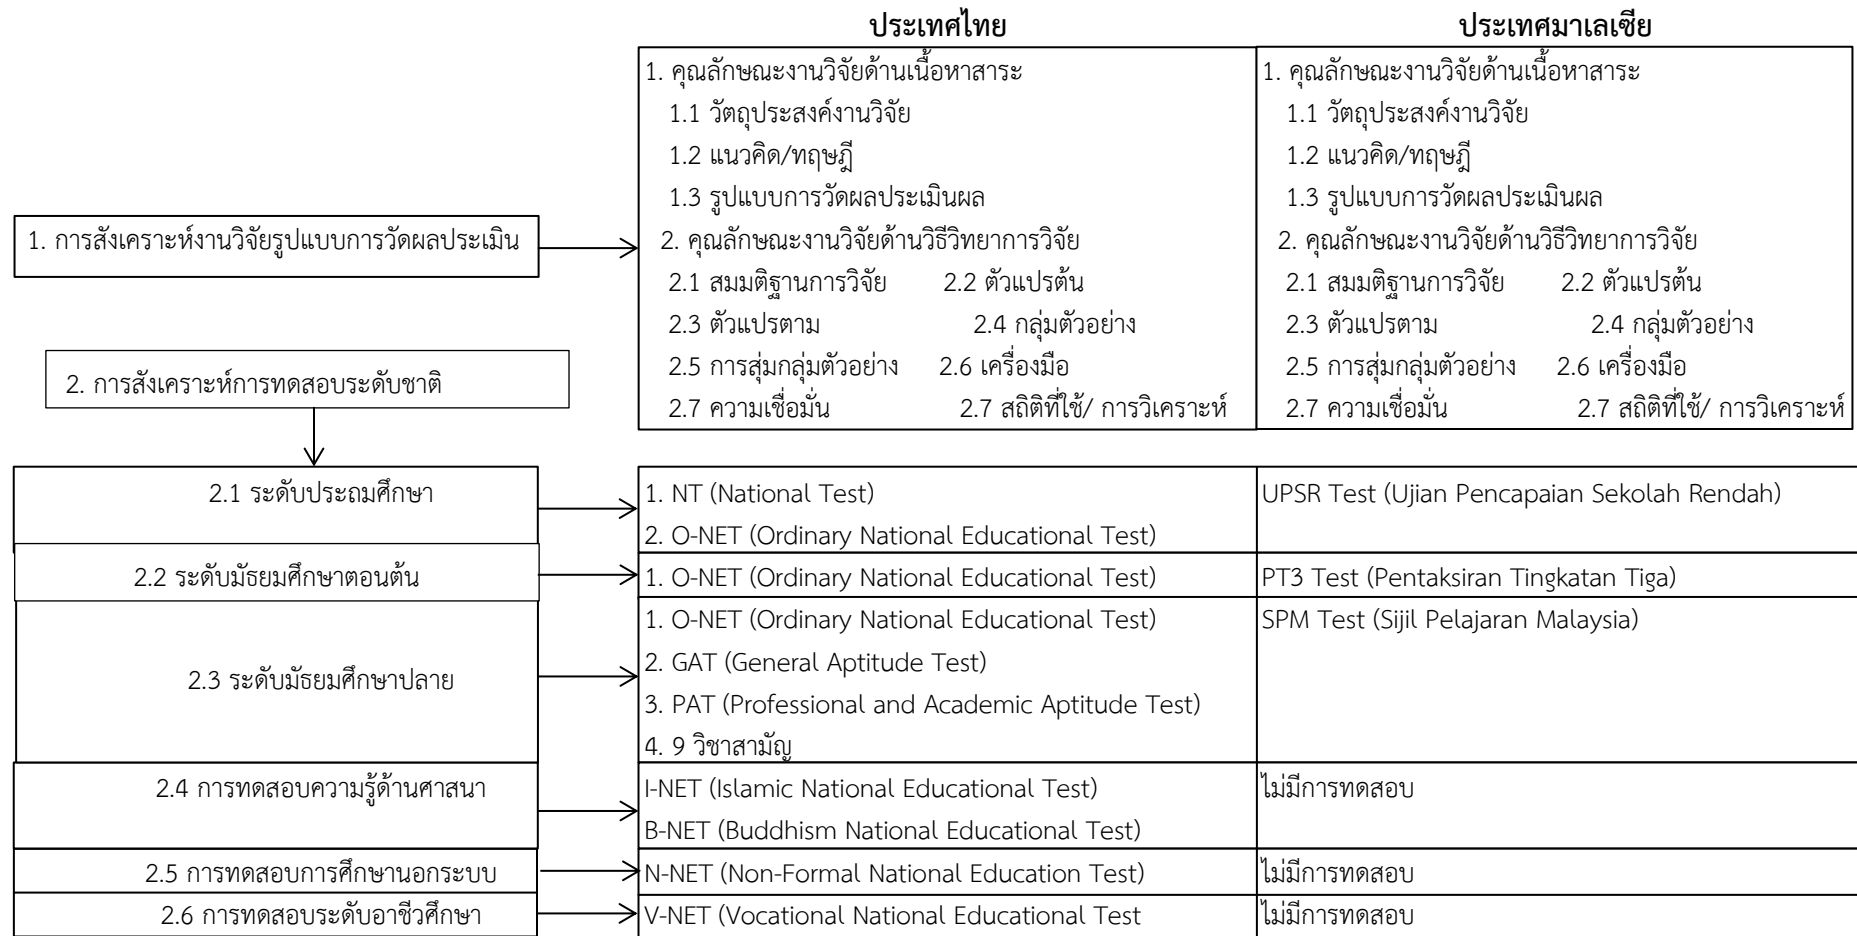 ประเทศไทย
ประเทศมาเลเซีย
1. การสังเคราะห์งานวิจัยรูปแบบการวัดผลประเมิน
1. คุณลักษณะงานวิจัยด้านเนื้อหาสาระ
1.1 วัตถุประสงค์งานวิจัย
1.2 แนวคิด/ทฤษฎี
1.3 รูปแบบการวัดผลประเมินผล
2. คุณลักษณะงานวิจัยด้านวิธีวิทยาการวิจัย
2.1 สมมติฐานการวิจัย 2.2 ตัวแปรต้น
2.3 ตัวแปรตาม 2.4 กลุ่มตัวอย่าง
2.5 การสุ่มกลุ่มตัวอย่าง 2.6 เครื่องมือ
2.7 ความเชื่อมั่น 2.7 สถิติที่ใช้/ การวิเคราะห์
1. คุณลักษณะงานวิจัยด้านเนื้อหาสาระ
1.1 วัตถุประสงค์งานวิจัย
1.2 แนวคิด/ทฤษฎี
1.3 รูปแบบการวัดผลประเมินผล
2. คุณลักษณะงานวิจัยด้านวิธีวิทยาการวิจัย
2.1 สมมติฐานการวิจัย 2.2 ตัวแปรต้น
2.3 ตัวแปรตาม 2.4 กลุ่มตัวอย่าง
2.5 การสุ่มกลุ่มตัวอย่าง 2.6 เครื่องมือ
2.7 ความเชื่อมั่น 2.7 สถิติที่ใช้/ การวิเคราะห์
2. การสังเคราะห์การทดสอบระดับชาติ
2.1 ระดับประถมศึกษา
1. NT (National Test)
2. O-NET (Ordinary National Educational Test)
UPSR Test (Ujian Pencapaian Sekolah Rendah)
2.2 ระดับมัธยมศึกษาตอนต้น
1. O-NET (Ordinary National Educational Test)
PT3 Test (Pentaksiran Tingkatan Tiga)
2.3 ระดับมัธยมศึกษาปลาย
1. O-NET (Ordinary National Educational Test)
2. GAT (General Aptitude Test)
3. PAT (Professional and Academic Aptitude Test)
4. 9 วิชาสามัญ
SPM Test (Sijil Pelajaran Malaysia)
2.4 การทดสอบความรู้ด้านศาสนา
I-NET (Islamic National Educational Test)
B-NET (Buddhism National Educational Test)
ไม่มีการทดสอบ
2.5 การทดสอบการศึกษานอกระบบ
N-NET (Non-Formal National Education Test)
ไม่มีการทดสอบ
2.6 การทดสอบระดับอาชีวศึกษา
V-NET (Vocational National Educational Test
ไม่มีการทดสอบ